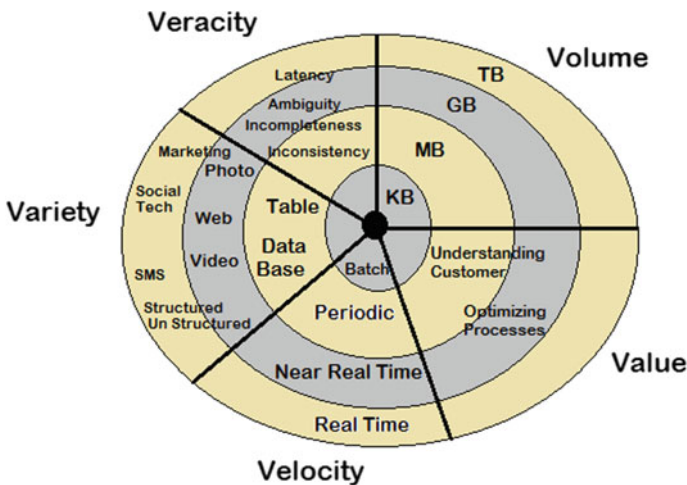 Veracity
Volume
Latency
TB
Ambiguity
GB
Incompleteness
Inconsistency
MB
KB
Marketing
Photo
Social
Tech
Variety
Web
Table
Video
Data
Base
SMS
Structured
Un Structured
Batch
Periodic
Near Real Time
Real Time
Velocity
Understanding
Customer
Optimizing
Processes
Value